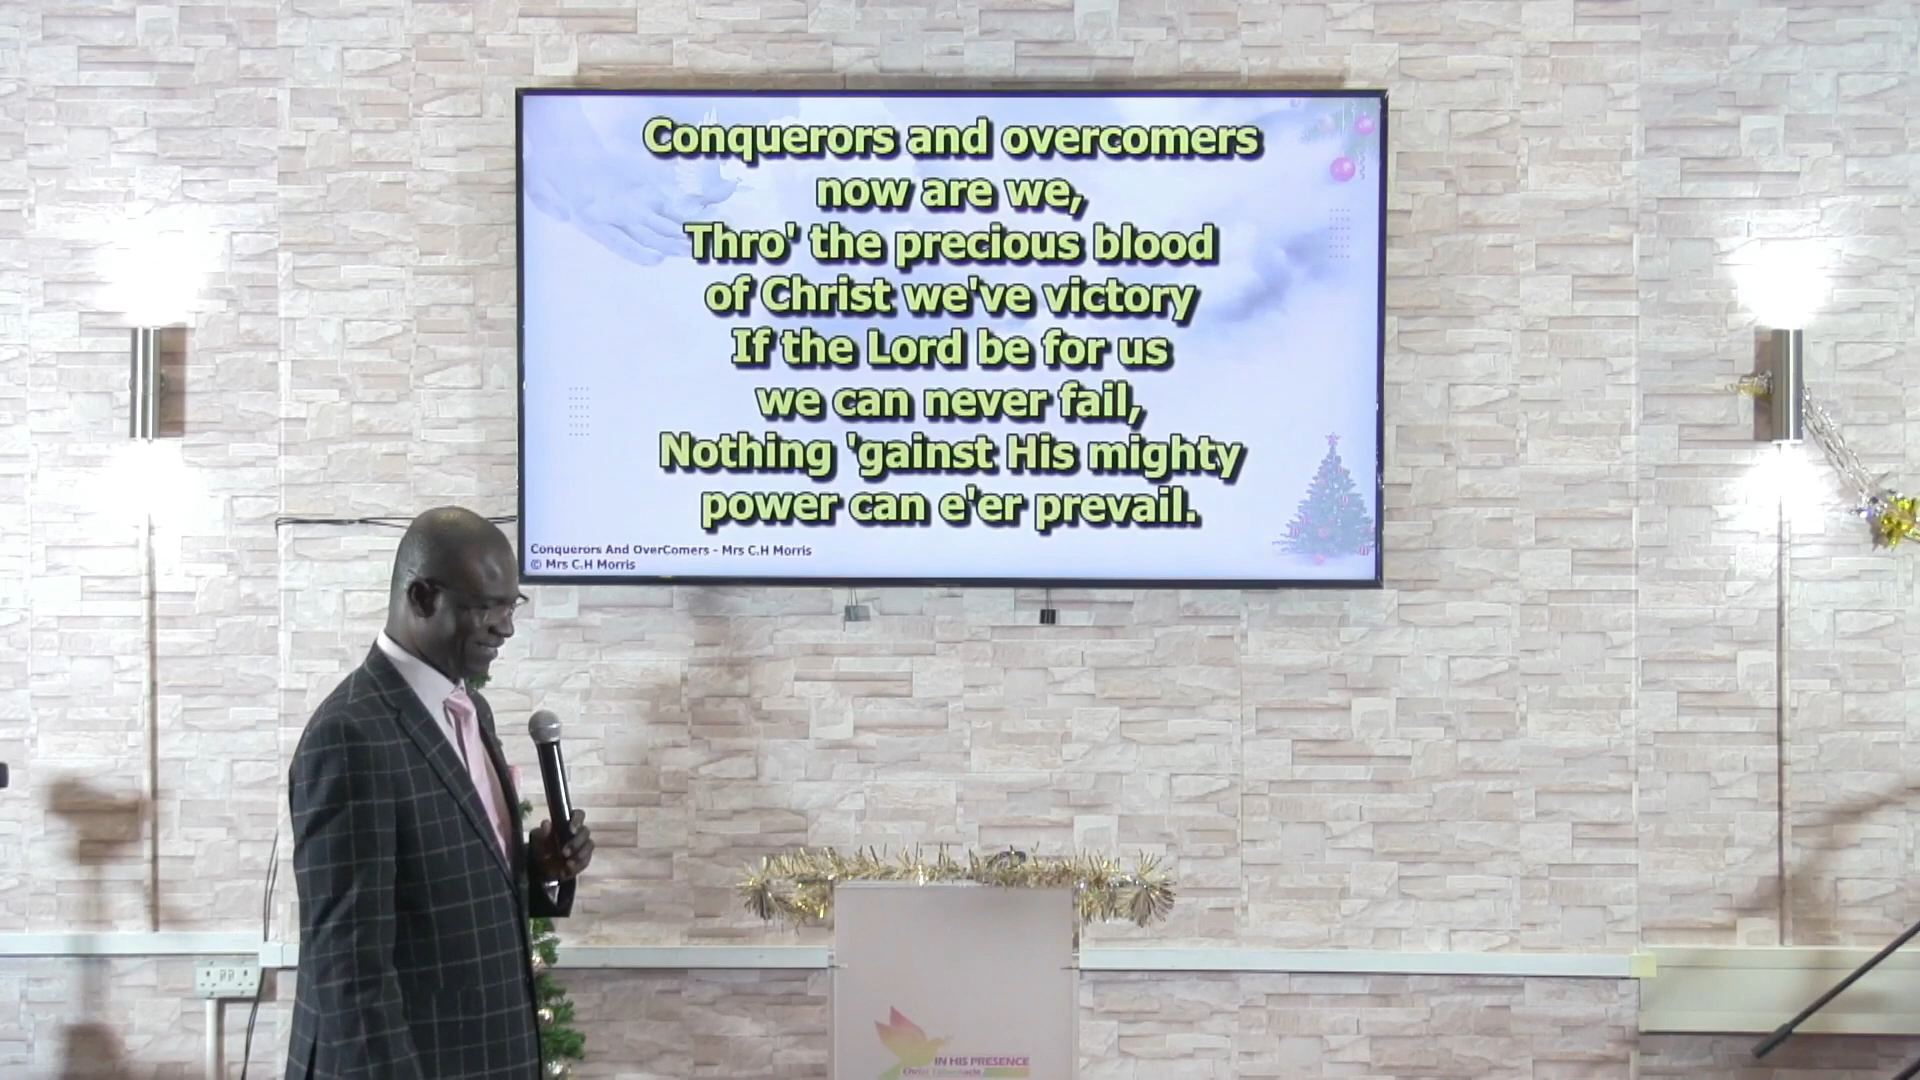 Conquerors and overcomers
now are we,
Thro' the precious blood
of Christ we've victory
If the Lord be for us
we can never fail,
Nothing 'gainst His mighty
power can e'er prevail.
Conquerors And OverComers - Mrs C.H Morris
© Mrs C.H Morris
IN HIS PRESENCE
Christ Tabernacle